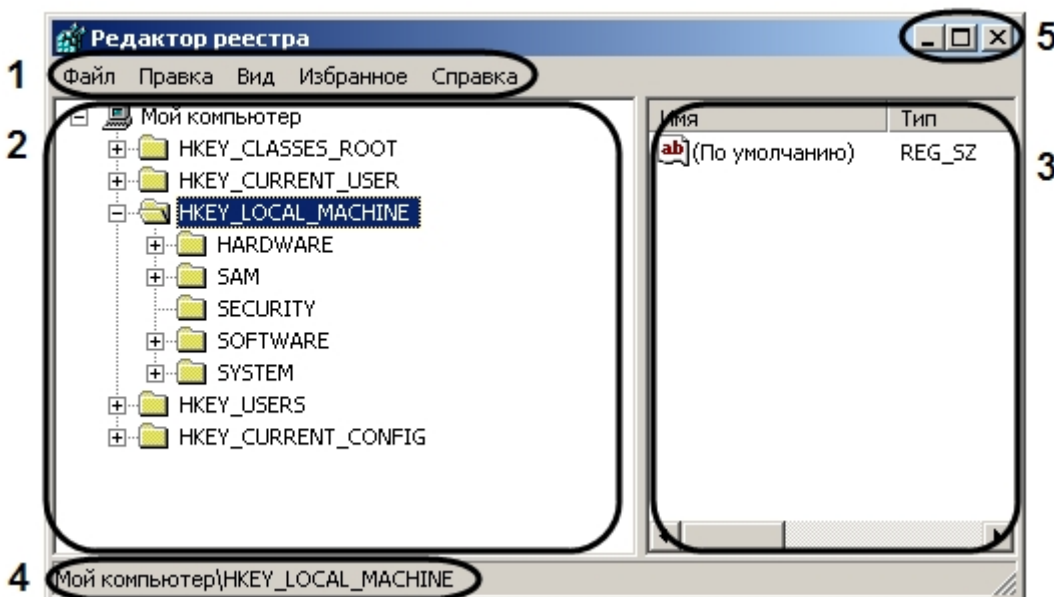 Редактор реестра
5
1
Файл Правка Вид Избранное Справка
2
Мой компьютер
HKEY_CLASSES_ROOT
HKEY_CURRENT_USER
HKEY_LOCAL_MACHINE
HARDWARE
SAM
SECURITY
SOFTWARE
SYSTEM
HKEY_USERS
HKEY_CURRENT_CONFIG
Имя Тип
ab (По умолчанию) REG_SZ
3
4
Мой компьютер\HKEY_LOCAL_MACHINE